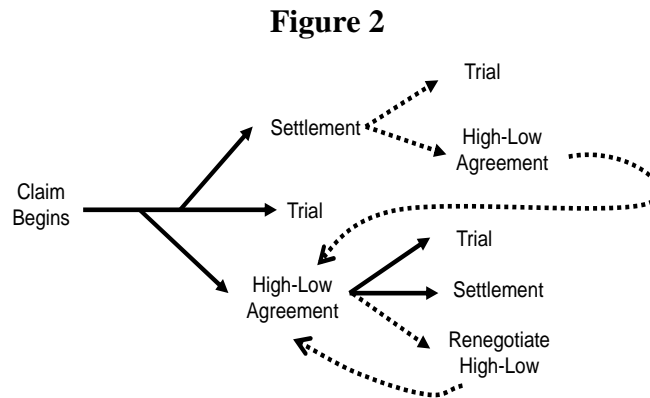 Figure 2
Trial
Settlement
High-Low
Agreement
Claim
Begins
Trial
Trial
High-Low
Agreement
Settlement
Renegotiate
High-Low